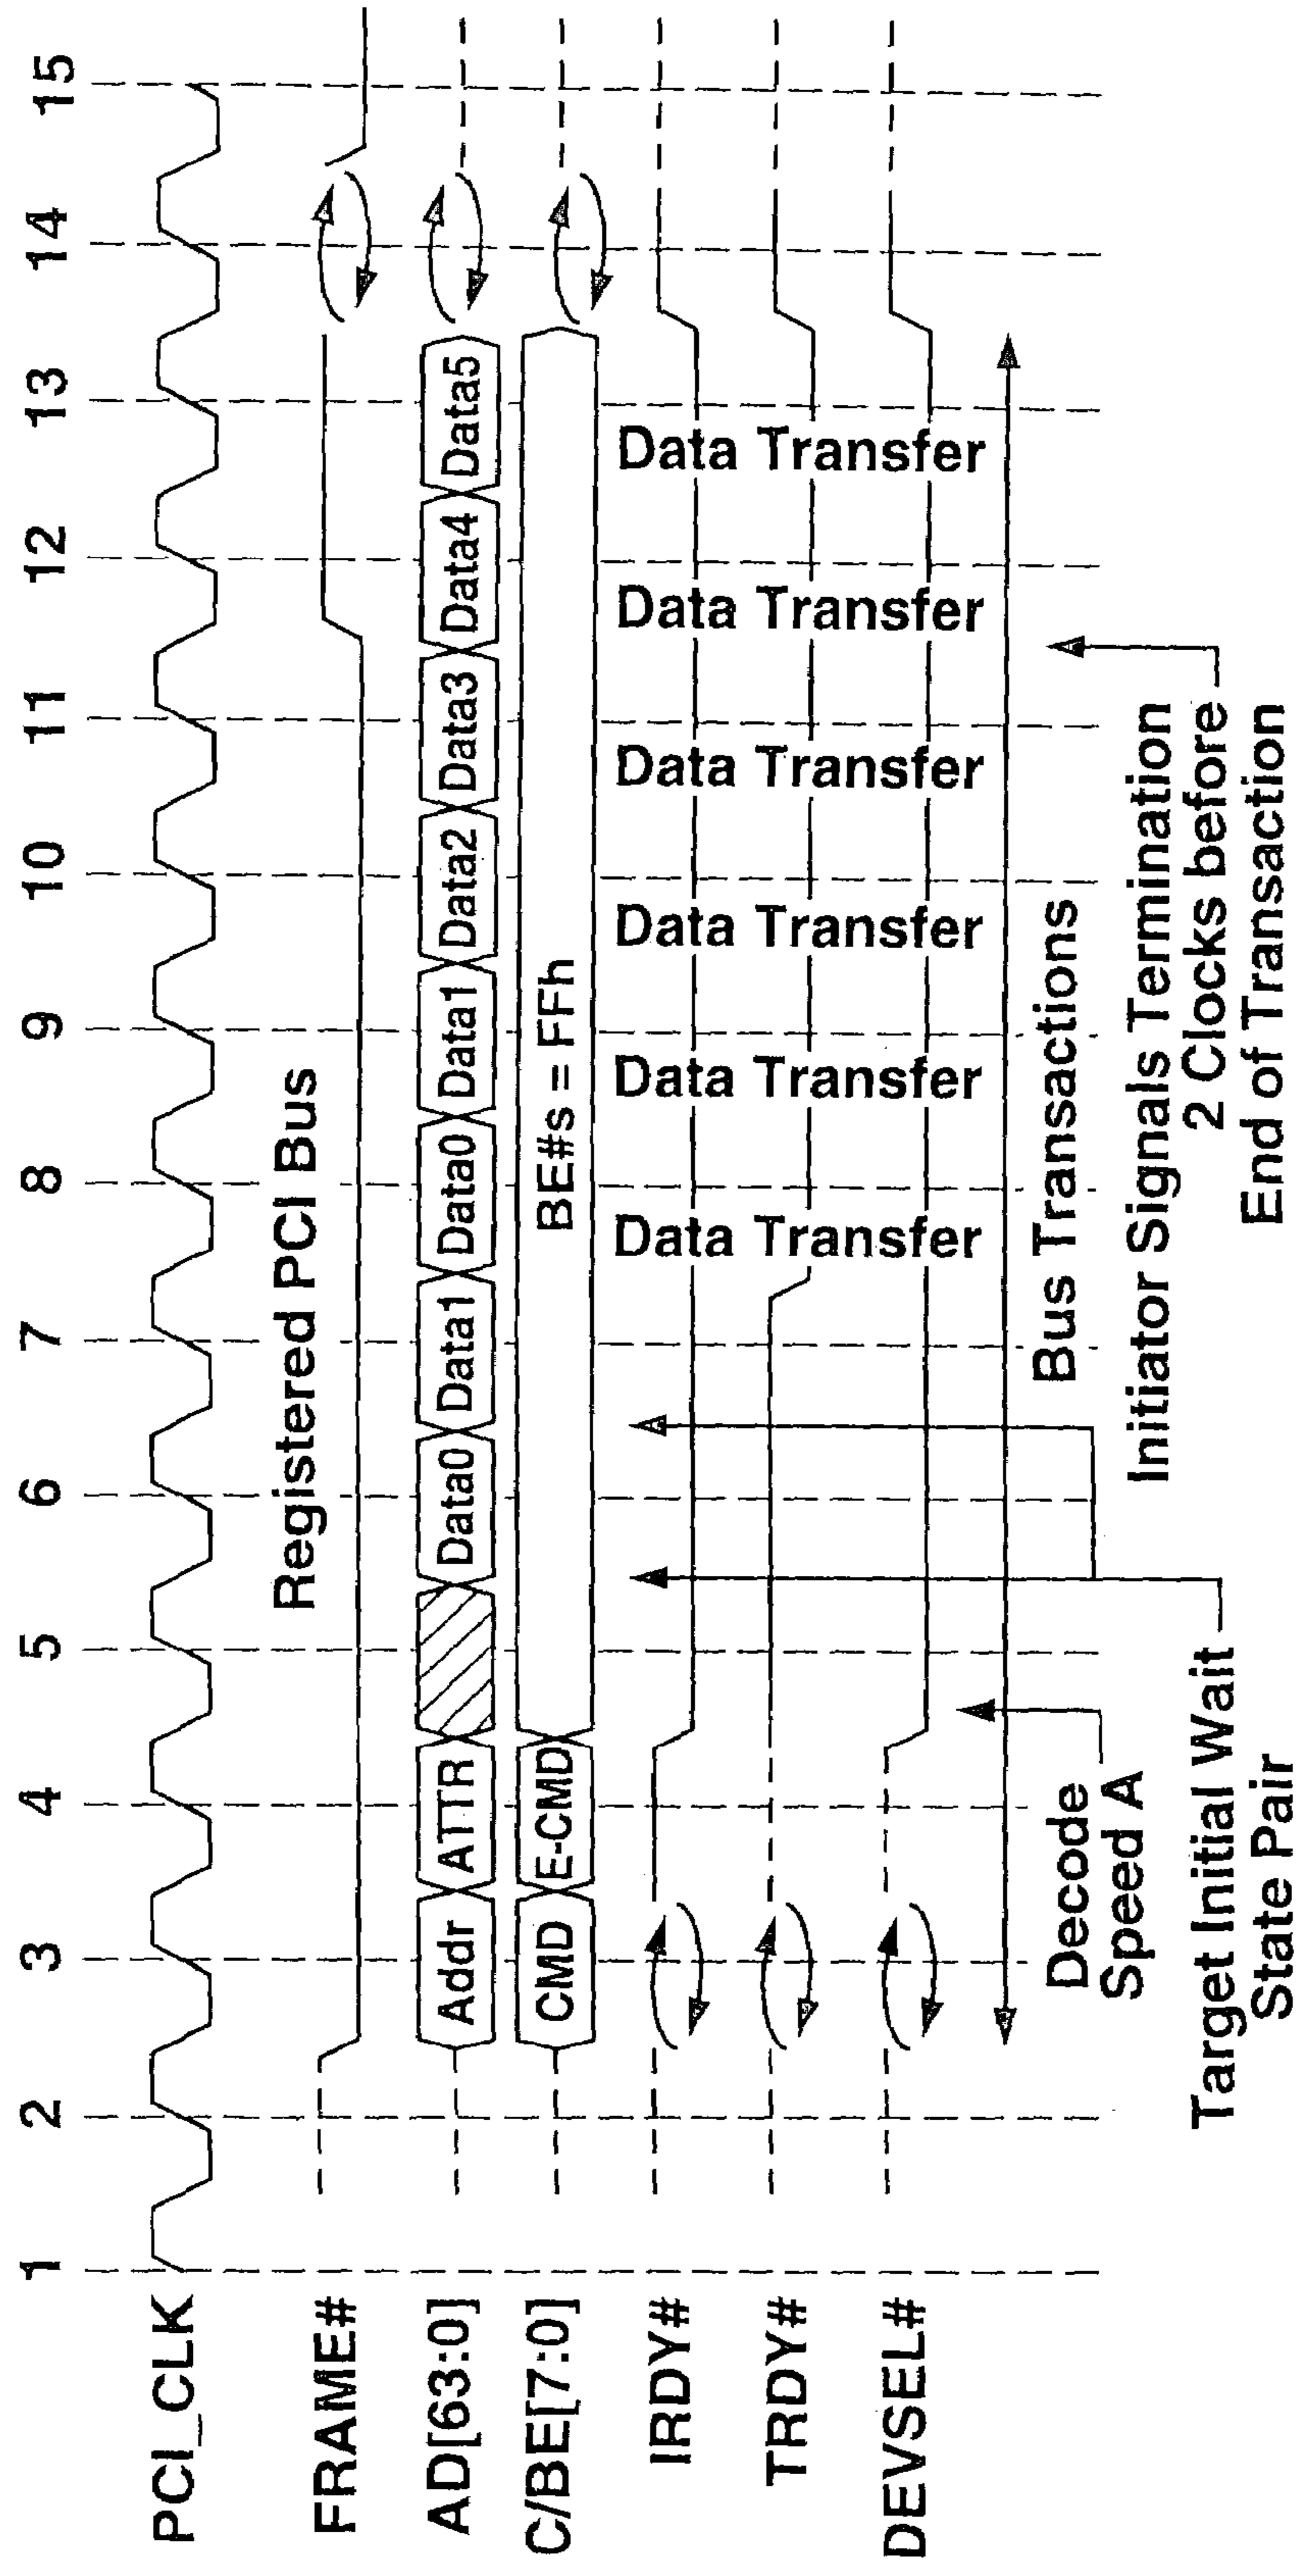 1 2 3 4 5 6 7 8 9 10 11 12 13 14 15
PCI_CLK
Registered PCI Bus
FRAME#
AD[63:0] Addr ATTR Data0 Data1 Data0 Data1 Data2 Data3 Data4 Data5
C/BE[7:0] CMD E-CMD BE#s = FFh
IRDY#
TRDY#
DEVSEL#
Data Transfer Data Transfer Data Transfer Data Transfer Data Transfer Data Transfer
Decode
Speed A
Bus Transactions
Target Initial Wait
State Pair
Initiator Signals Termination
2 Clocks before
End of Transaction